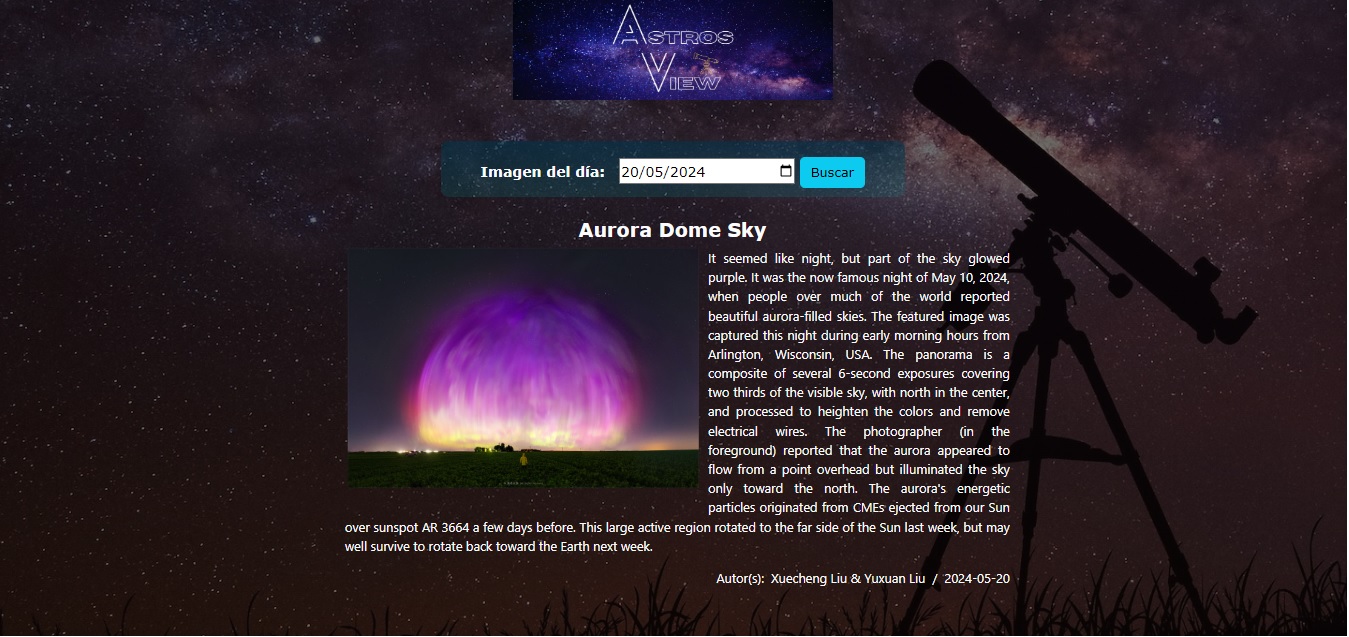 ASTROS
VIEW
Imagen del día: 20/05/2024 Buscar
Aurora Dome Sky
It seemed like night, but part of the sky glowed
purple. It was the now famous night of May 10, 2024,
when people over much of the world reported
beautiful aurora-filled skies. The featured image was
captured this night during early morning hours from
Arlington, Wisconsin, USA. The panorama is a
composite of several 6-second exposures covering
two thirds of the visible sky, with north in the center,
and processed to heighten the colors and remove
electrical wires. The photographer (in the
foreground) reported that the aurora appeared to
flow from a point overhead but illuminated the sky
only toward the north. The aurora's energetic
particles originated from CMEs ejected from our Sun
over sunspot AR 3664 a few days before. This large active region rotated to the far side of the Sun last week, but may
well survive to rotate back toward the Earth next week.
Autor(s): Xuecheng Liu & Yuxuan Liu / 2024-05-20